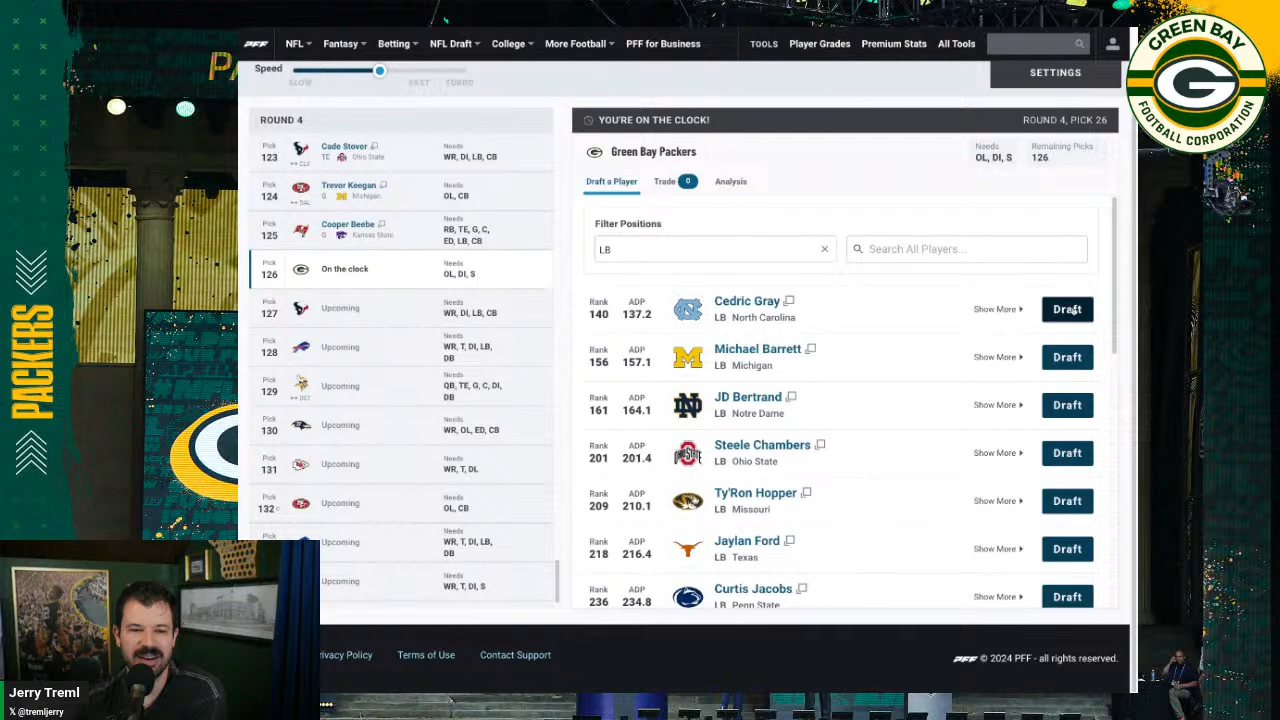 PFF NFL Fantasy Betting NFL Draft College More Football PFF for Business TOOLS Player Grades Premium Stats All Tools
GREEN BAY
G
FOOTBALL CORPORATION
PACKERS
Speed
SLOW FAST TURBO
SETTINGS
ROUND 4
Pick 123
↔ CLV
Cade Stover
TE Ohio State
Needs
WR, DI, LB, CB
Pick 124
↔ DAL
Trevor Keegan
G Michigan
Needs
OL, CB
Pick 125
Cooper Beebe
G Kansas State
Needs
RB, TE, G, C,
ED, LB, CB
Pick 126
On the clock
Needs
OL, DI, S
Pick 127
Upcoming
Needs
WR, DI, LB, CB
Pick 128
Upcoming
Needs
WR, T, DI, LB,
DB
Pick 129
↔ DET
Upcoming
Needs
QB, TE, G, C, DI,
DB
Pick 130
Upcoming
Needs
WR, OL, ED, CB
Pick 131
Upcoming
Needs
WR, T, DL
Pick 132
Upcoming
Needs
OL, CB
Upcoming
Needs
WR, T, DI, LB,
DB
Upcoming
Needs
WR, T, DI, S
YOU'RE ON THE CLOCK! ROUND 4, PICK 26
Green Bay Packers
Needs
OL, DI, S
Remaining Picks
126
Draft a Player Trade 0 Analysis
Filter Positions
LB × Search All Players...
Rank 140 ADP 137.2
Cedric Gray
LB North Carolina
Show More Draft
Rank 156 ADP 157.1
Michael Barrett
LB Michigan
Show More Draft
Rank 161 ADP 164.1
JD Bertrand
LB Notre Dame
Show More Draft
Rank 201 ADP 201.4
Steele Chambers
LB Ohio State
Show More Draft
Rank 209 ADP 210.1
Ty'Ron Hopper
LB Missouri
Show More Draft
Rank 218 ADP 216.4
Jaylan Ford
LB Texas
Show More Draft
Rank 236 ADP 234.8
Curtis Jacobs
LB Penn State
Show More Draft
rivacy Policy Terms of Use Contact Support
PFF © 2024 PFF - all rights reserved.
Jerry Treml
X @tremljerry